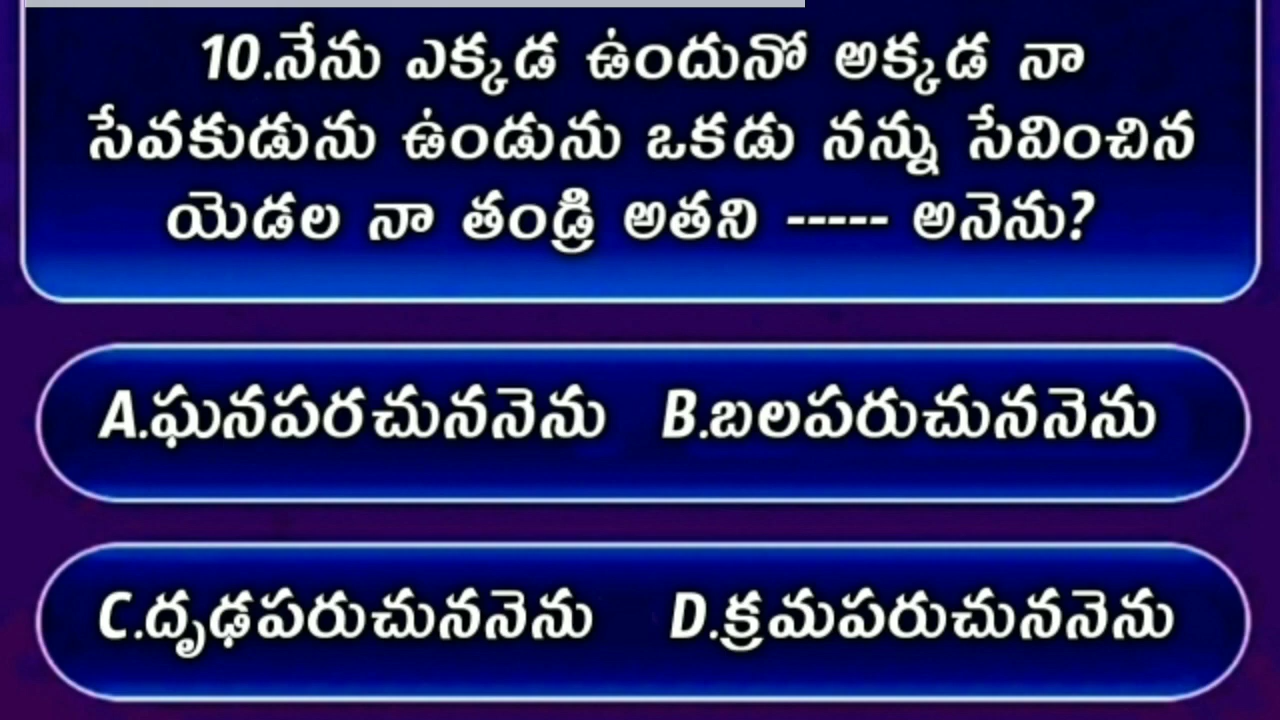 10.నేను ఎక్కడ ఉందునో అక్కడ నా
సేవకుడును ఉండును ఒకడు నన్ను సేవించిన
యెడల నా తండ్రి అతని ----- అనెను?
A.ఘనపరచుననెను B.బలపరుచుననెను
C.దృఢపరుచుననెను D.క్రమపరుచుననెను